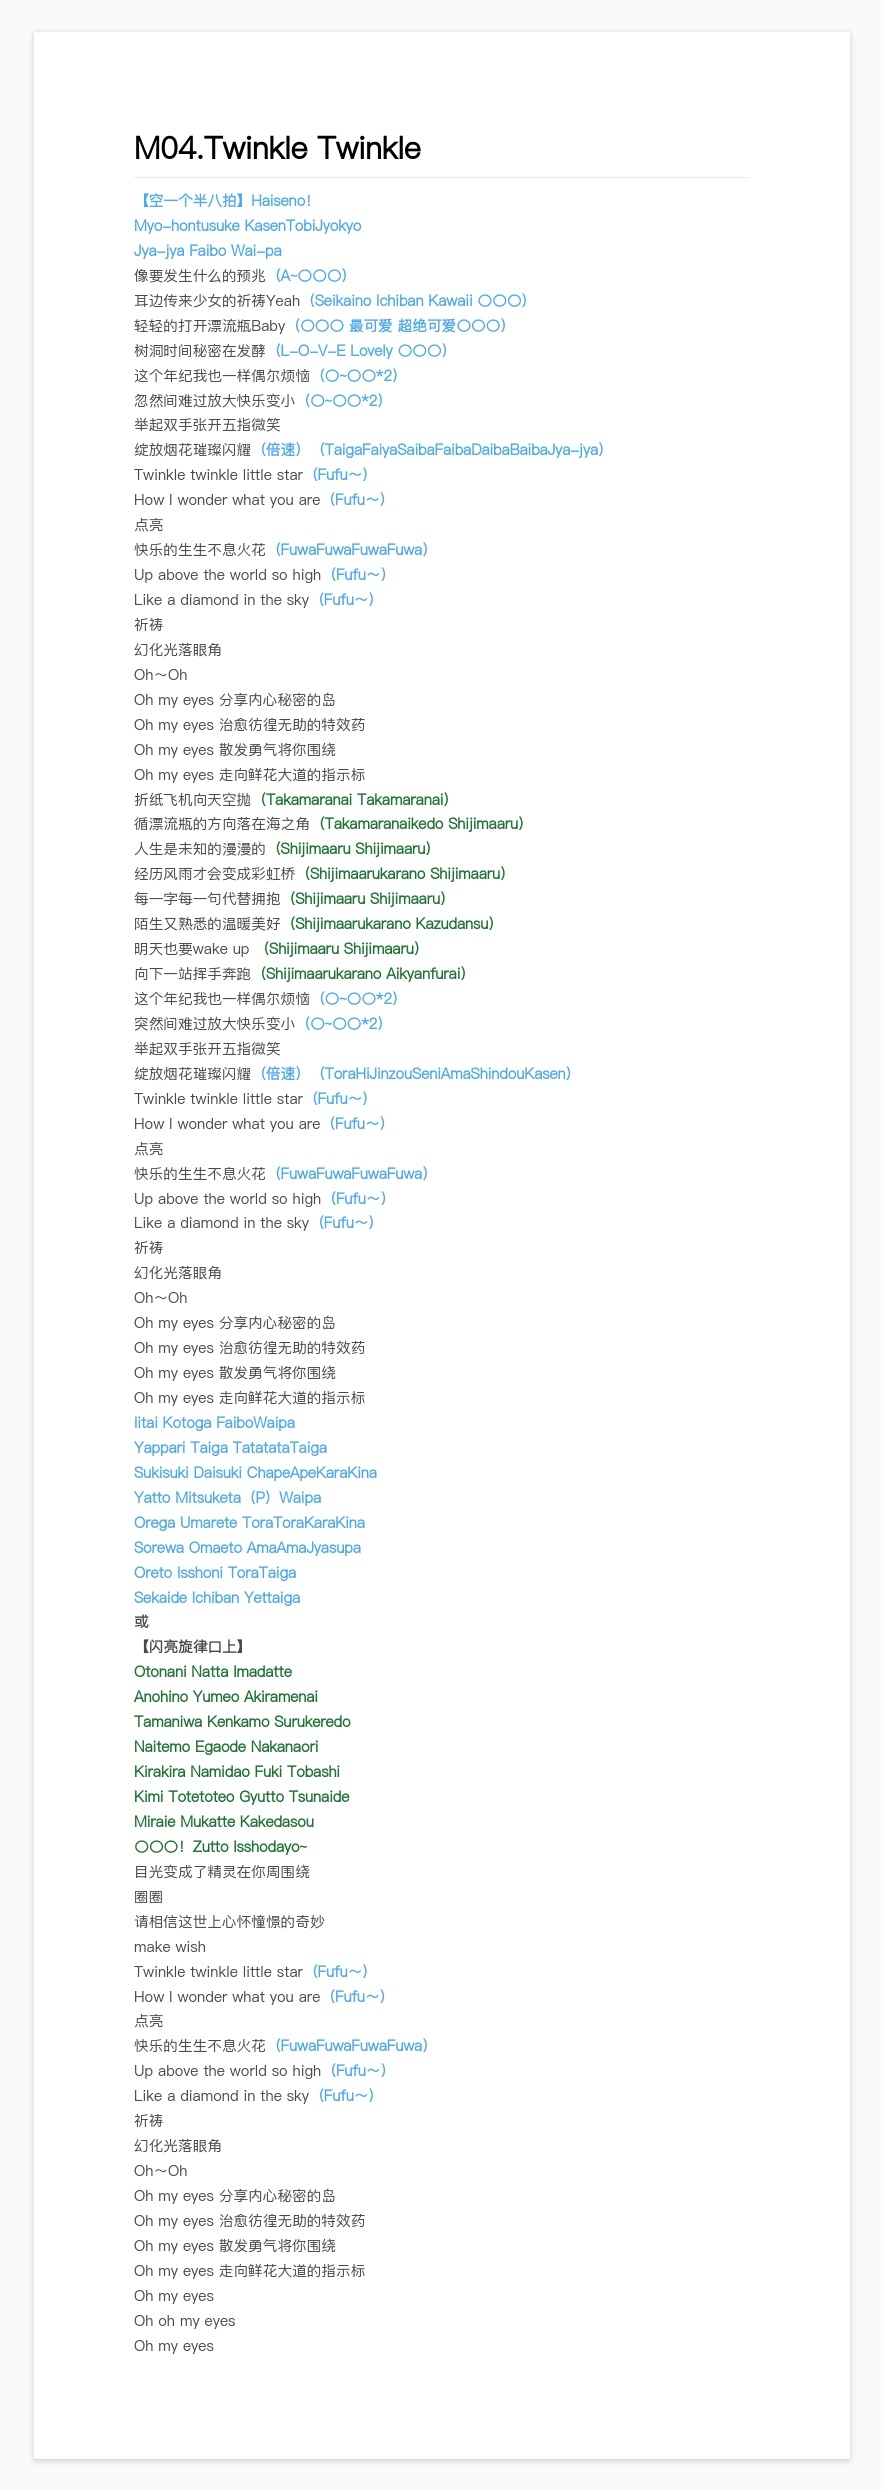 M04.Twinkle Twinkle
【空一个半八拍】Haiseno！
Myo-hontusuke KasenTobiJyokyo
Jya-jya Faibo Wai-pa
像要发生什么的预兆（A~〇〇〇）
耳边传来少女的祈祷Yeah（Seikaino Ichiban Kawaii 〇〇〇）
轻轻的打开漂流瓶Baby（〇〇〇 最可爱 超绝可爱〇〇〇）
树洞时间秘密在发酵（L-O-V-E Lovely 〇〇〇）
这个年纪我也一样偶尔烦恼（〇~〇〇*2）
忽然间难过放大快乐变小（〇~〇〇*2）
举起双手张开五指微笑
绽放烟花璀璨闪耀（倍速）（TaigaFaiyaSaibaFaibaDaibaBaibaJya-jya）
Twinkle twinkle little star（Fufu～）
How I wonder what you are（Fufu～）
点亮
快乐的生生不息火花（FuwaFuwaFuwaFuwa）
Up above the world so high（Fufu～）
Like a diamond in the sky（Fufu～）
祈祷
幻化光落眼角
Oh～Oh
Oh my eyes 分享内心秘密的岛
Oh my eyes 治愈彷徨无助的特效药
Oh my eyes 散发勇气将你围绕
Oh my eyes 走向鲜花大道的指示标
折纸飞机向天空抛（Takamaranai Takamaranai）
循漂流瓶的方向落在海之角（Takamaranaikedo Shijimaaru）
人生是未知的漫漫的（Shijimaaru Shijimaaru）
经历风雨才会变成彩虹桥（Shijimaarukarano Shijimaaru）
每一字每一句代替拥抱（Shijimaaru Shijimaaru）
陌生又熟悉的温暖美好（Shijimaarukarano Kazudansu）
明天也要wake up （Shijimaaru Shijimaaru）
向下一站挥手奔跑（Shijimaarukarano Aikyanfurai）
这个年纪我也一样偶尔烦恼（〇~〇〇*2）
突然间难过放大快乐变小（〇~〇〇*2）
举起双手张开五指微笑
绽放烟花璀璨闪耀（倍速）（ToraHiJinzouSeniAmaShindouKasen）
Twinkle twinkle little star（Fufu～）
How I wonder what you are（Fufu～）
点亮
快乐的生生不息火花（FuwaFuwaFuwaFuwa）
Up above the world so high（Fufu～）
Like a diamond in the sky（Fufu～）
祈祷
幻化光落眼角
Oh～Oh
Oh my eyes 分享内心秘密的岛
Oh my eyes 治愈彷徨无助的特效药
Oh my eyes 散发勇气将你围绕
Oh my eyes 走向鲜花大道的指示标
Iitai Kotoga FaiboWaipa
Yappari Taiga TatatataTaiga
Sukisuki Daisuki ChapeApeKaraKina
Yatto Mitsuketa（P）Waipa
Orega Umarete ToraToraKaraKina
Sorewa Omaeto AmaAmaJyasupa
Oreto Isshoni ToraTaiga
Sekaide Ichiban Yettaiga
或
【闪亮旋律口上】
Otonani Natta Imadatte
Anohino Yumeo Akiramenai
Tamaniwa Kenkamo Surukeredo
Naitemo Egaode Nakanaori
Kirakira Namidao Fuki Tobashi
Kimi Totetoteo Gyutto Tsunaide
Miraie Mukatte Kakedasou
〇〇〇！Zutto Isshodayo~
目光变成了精灵在你周围绕
圈圈
请相信这世上心怀憧憬的奇妙
make wish
Twinkle twinkle little star（Fufu～）
How I wonder what you are（Fufu～）
点亮
快乐的生生不息火花（FuwaFuwaFuwaFuwa）
Up above the world so high（Fufu～）
Like a diamond in the sky（Fufu～）
祈祷
幻化光落眼角
Oh～Oh
Oh my eyes 分享内心秘密的岛
Oh my eyes 治愈彷徨无助的特效药
Oh my eyes 散发勇气将你围绕
Oh my eyes 走向鲜花大道的指示标
Oh my eyes
Oh oh my eyes
Oh my eyes